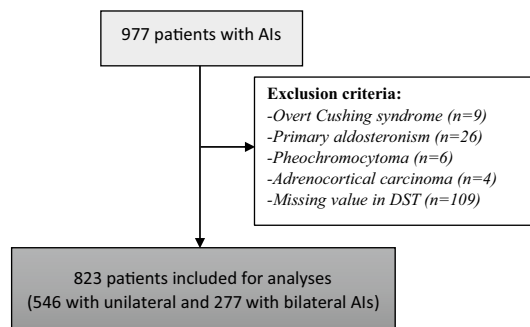 977 patients with AIs
Exclusion criteria:
-Overt Cushing syndrome (n=9)
-Primary aldosteronism (n=26)
-Pheochromocytoma (n=6)
-Adrenocortical carcinoma (n=4)
-Missing value in DST (n=109)
823 patients included for analyses
(546 with unilateral and 277 with bilateral AIs)